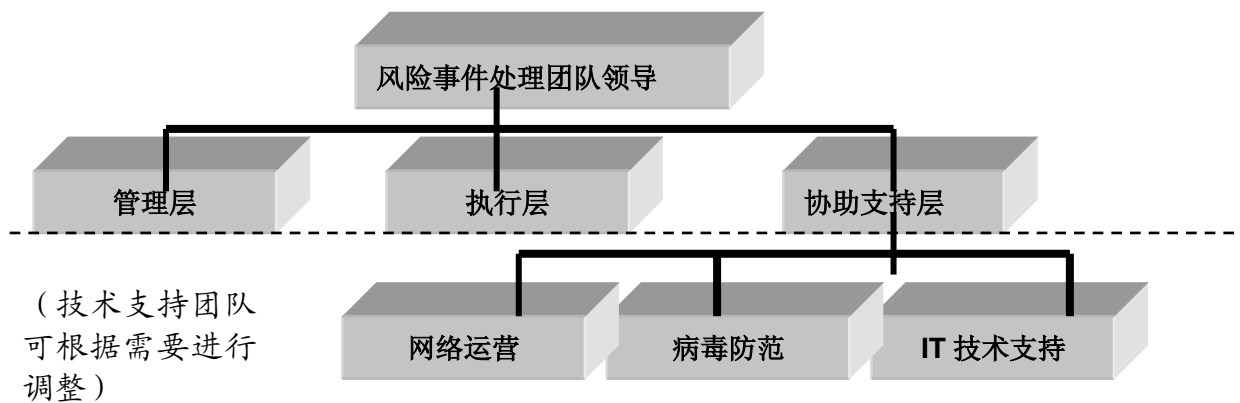 风险事件处理团队领导
管理层
执行层
协助支持层
（技术支持团队
可根据需要进行
调整）
网络运营
病毒防范
IT 技术支持